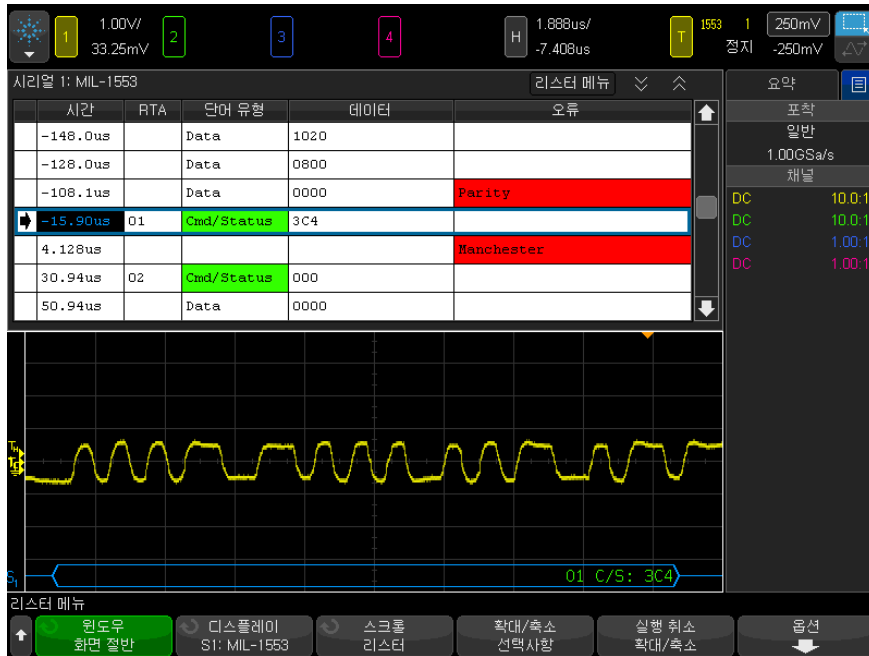 1 1.00V/ 33.25mV 2 3 4 H 1.888us/ -7.408us T 1553 1 정지 250mV -250mV
시리얼 1: MIL-1553 리스터 메뉴
시간 RTA 단어 유형 데이터 오류
-148.0us Data 1020
-128.0us Data 0800
-108.1us Data 0000 Parity
-15.90us 01 Cmd/Status 3C4
4.128us Manchester
30.94us 02 Cmd/Status 000
50.94us Data 0000
요약
포착
일반
1.00GSa/s
채널
DC 10.0:1
DC 10.0:1
DC 1.00:1
DC 1.00:1
TH
S1 01 C/S: 3C4
리스터 메뉴
윈도우
화면 절반
디스플레이
S1: MIL-1553
스크롤
리스터
확대/축소
선택사항
실행 취소
확대/축소
옵션